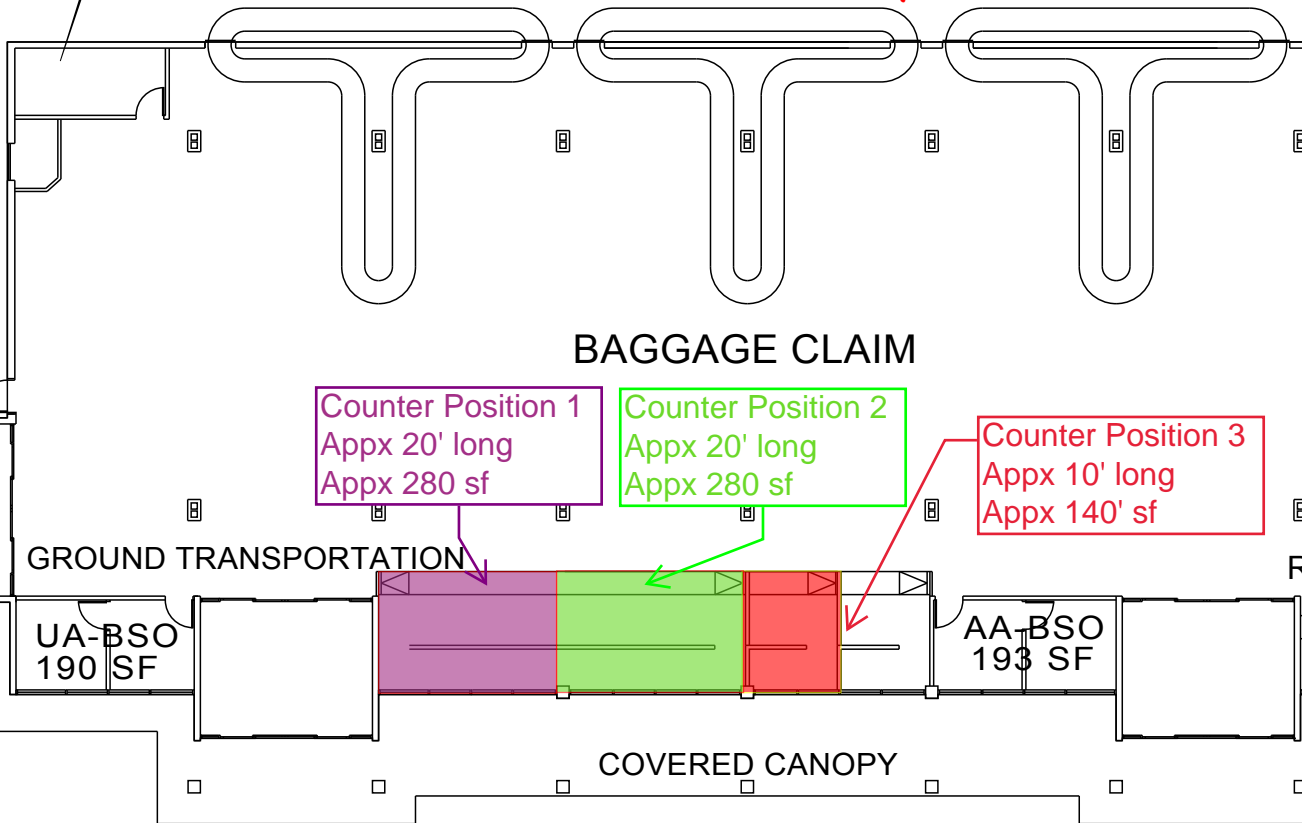 BAGGAGE CLAIM
Counter Position 1
Appx 20' long
Appx 280 sf
Counter Position 2
Appx 20' long
Appx 280 sf
Counter Position 3
Appx 10' long
Appx 140' sf
GROUND TRANSPORTATION
R
UA-BSO
190 SF
AA-BSO
193 SF
COVERED CANOPY